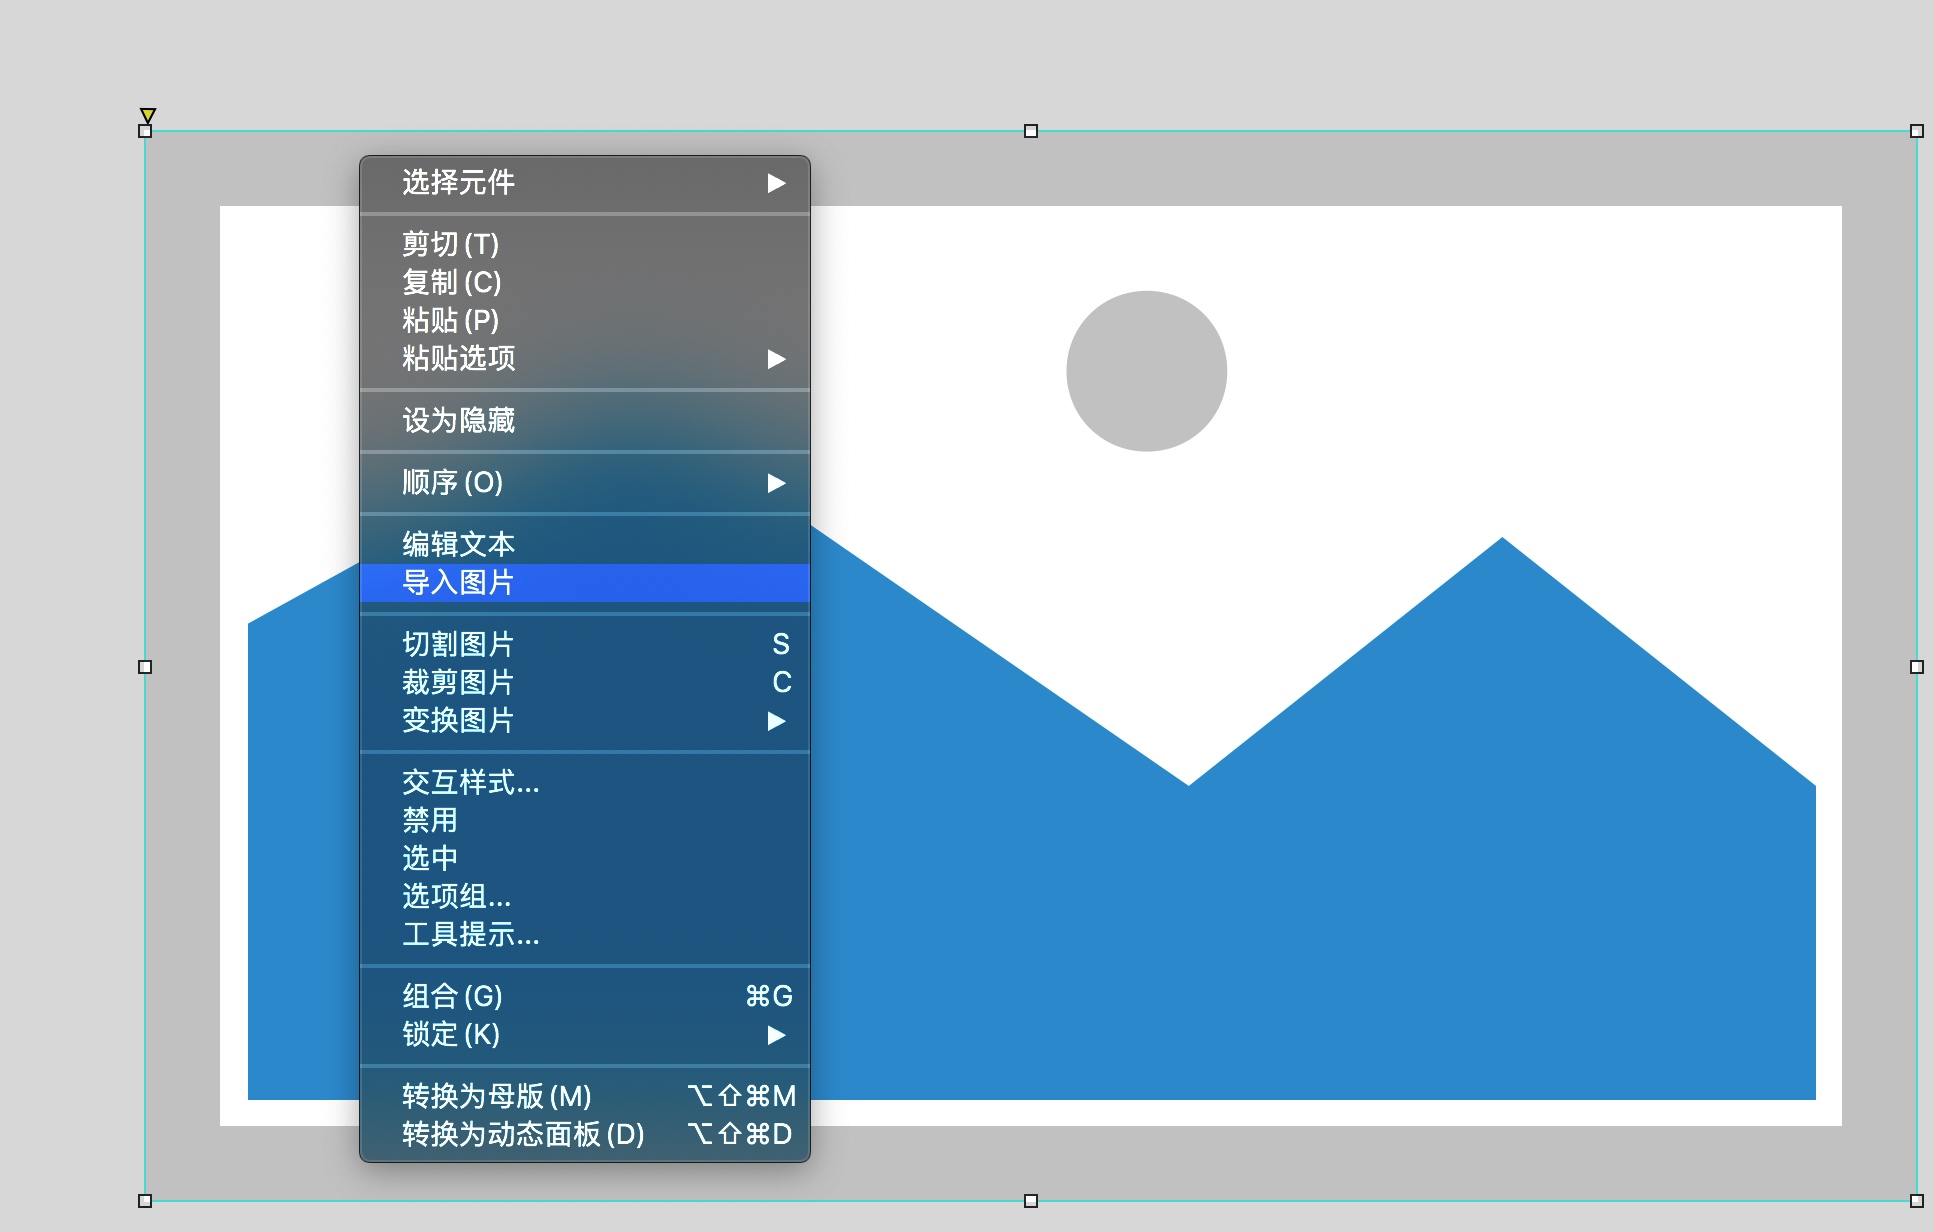 选择元件 ▶
剪切(T)
复制(C)
粘贴(P)
粘贴选项 ▶
设为隐藏
顺序(O) ▶
编辑文本
导入图片
切割图片 S
裁剪图片 C
变换图片 ▶
交互样式...
禁用
选中
选项组...
工具提示...
组合(G) ⌘G
锁定(K) ▶
转换为母版(M) ⌥⇧⌘M
转换为动态面板(D) ⌥⇧⌘D